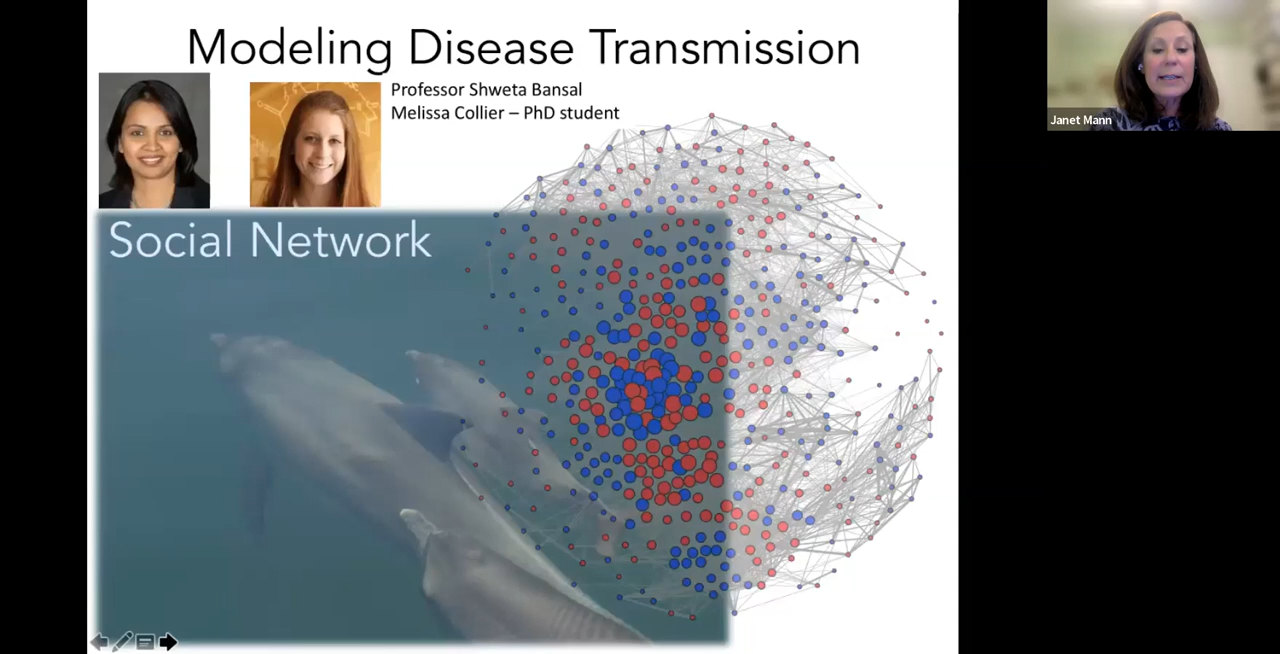 Modeling Disease Transmission
Professor Shweta Bansal
Melissa Collier – PhD student
Social Network
Janet Mann